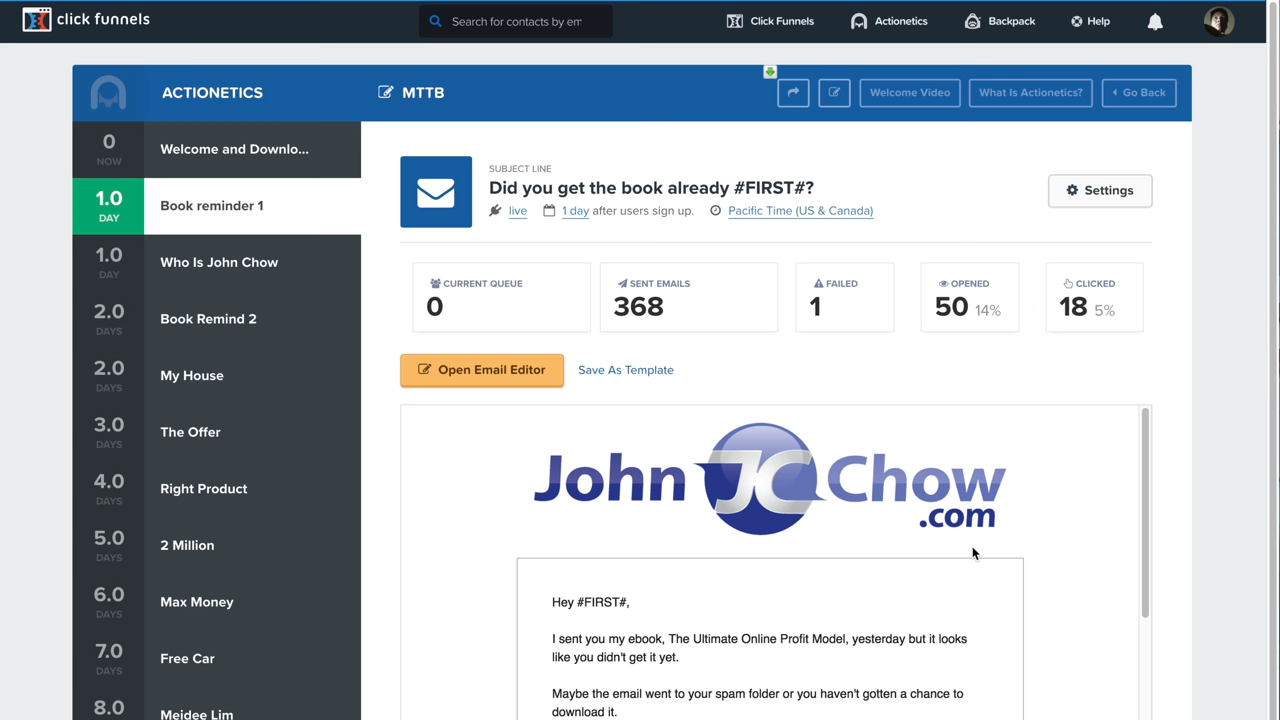 click funnels
Search for contacts by em
Click Funnels
Actionetics
Backpack
Help
ACTIONETICS
MTTB
Welcome Video
What Is Actionetics?
Go Back
0
NOW
Welcome and Downlo...
1.0
DAY
Book reminder 1
1.0
DAY
Who Is John Chow
2.0
DAYS
Book Remind 2
2.0
DAYS
My House
3.0
DAYS
The Offer
4.0
DAYS
Right Product
5.0
DAYS
2 Million
6.0
DAYS
Max Money
7.0
DAYS
Free Car
8.0
Meidee Lim
SUBJECT LINE
Did you get the book already #FIRST#?
live 1 day after users sign up. Pacific Time (US & Canada)
Settings
CURRENT QUEUE
0
SENT EMAILS
368
FAILED
1
OPENED
50 14%
CLICKED
18 5%
Open Email Editor
Save As Template
John JC Chow
.com
Hey #FIRST#,
I sent you my ebook, The Ultimate Online Profit Model, yesterday but it looks
like you didn't get it yet.
Maybe the email went to your spam folder or you haven't gotten a chance to
download it.